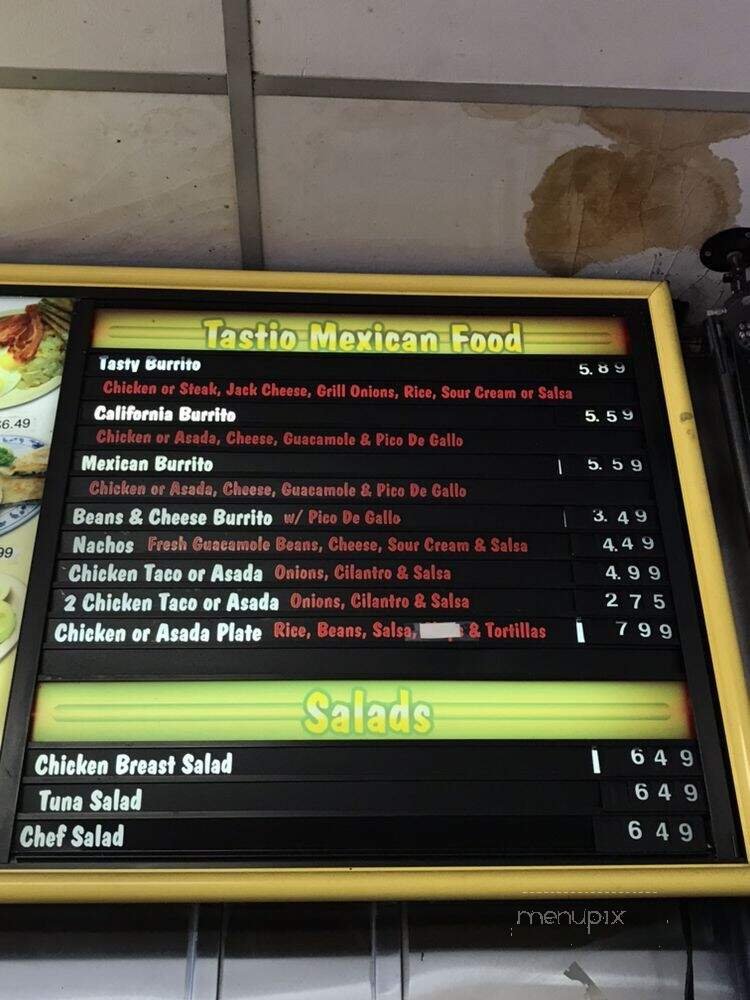 Tastio Mexican Food
Tasty Burrito 5.89
Chicken or Steak, Jack Cheese, Grill Onions, Rice, Sour Cream or Salsa
California Burrito 5.59
Chicken or Asada, Cheese, Guacamole & Pico De Gallo
Mexican Burrito 5.59
Chicken or Asada, Cheese, Guacamole & Pico De Gallo
Beans & Cheese Burrito w/ Pico De Gallo 3.49
Nachos Fresh Guacamole Beans, Cheese, Sour Cream & Salsa 4.49
Chicken Taco or Asada Onions, Cilantro & Salsa 4.99
2 Chicken Taco or Asada Onions, Cilantro & Salsa 275
Chicken or Asada Plate Rice, Beans, Salsa, & Tortillas 799
Salads
Chicken Breast Salad 649
Tuna Salad 649
Chef Salad 649
6.49
99
menupix